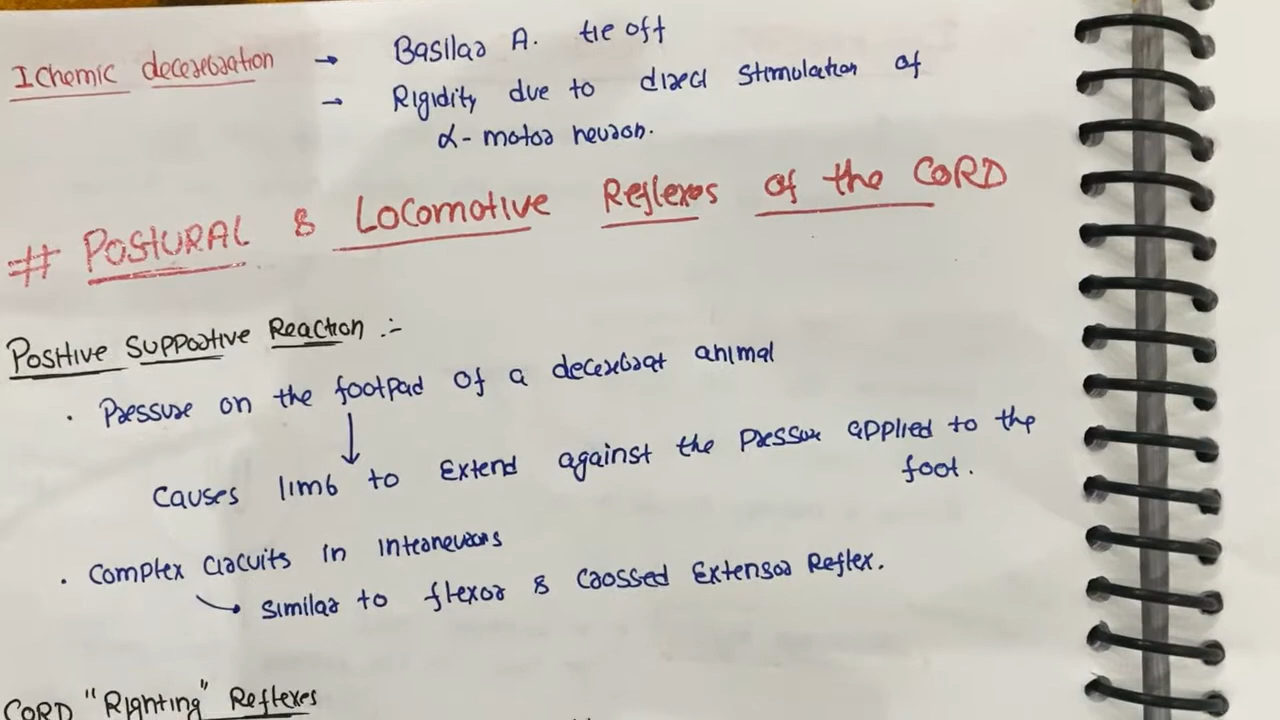 Ichemic decerebration → Basilar A. tie off
→ Rigidity due to direct stimulation of
α- motor neuron.
# POSTURAL & LOCOMOTIVE Reflexes of the CORD
Positive Supportive Reaction :-
· Pressure on the footpad of a decerebrat animal
↓
causes limb to Extend against the pressur applied to the
foot.
· complex circuits in interneurons
→ similar to flexor & crossed Extensor Reflex.
CORD "Righting" Reflexes